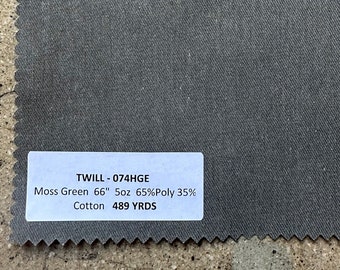 TWILL - 074HGE
Moss Green 66" 5oz 65%Poly 35%
Cotton 489 YRDS